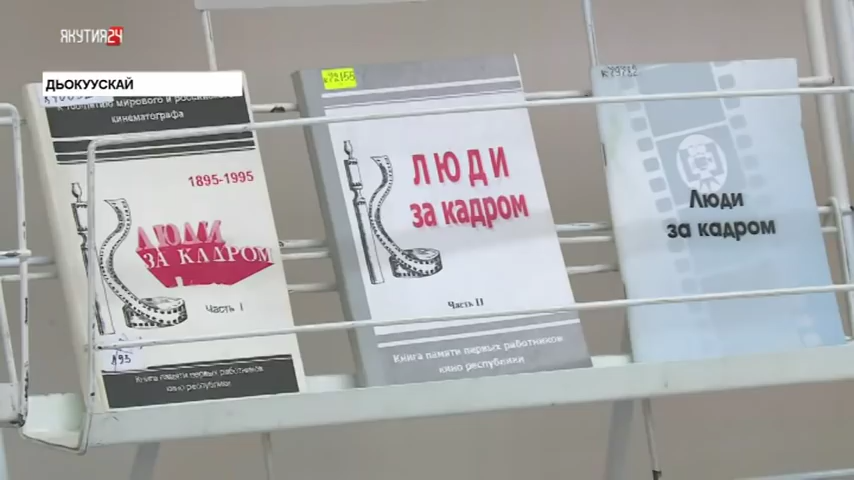 ЯКУТИЯ24
ДЬОКУУСКАЙ
мирового и
кинематографа
1895-1995
ЛЮДИ
ЗА КАДРОМ
Часть I
Книга памяти первых работников
кино республики
ЛЮДИ
за кадром
Часть II
Книга памяти первых работников
кино республики
Люди
за кадром